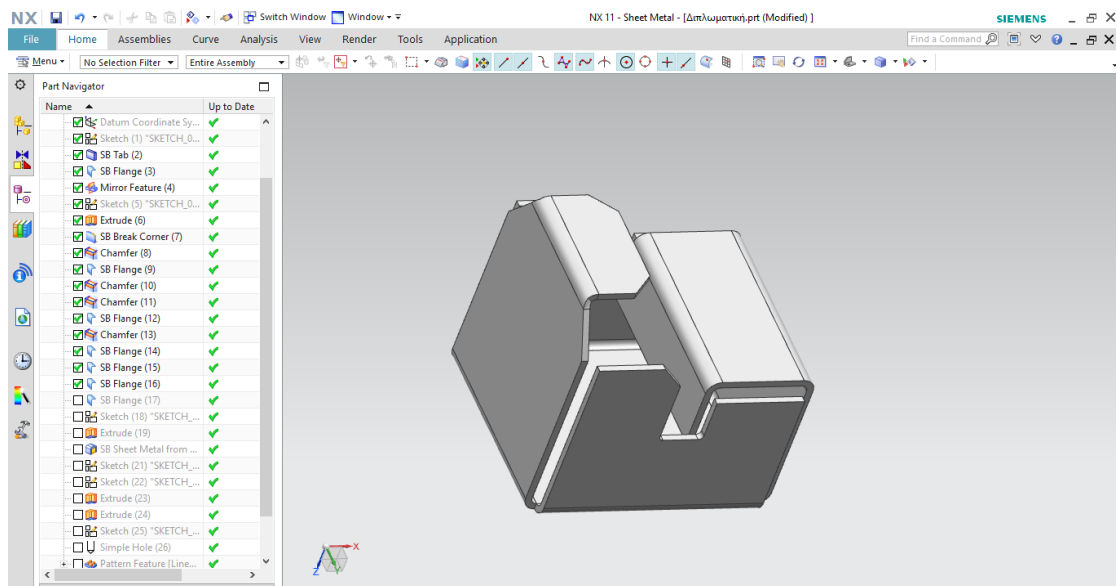 NX Switch Window Window NX 11 - Sheet Metal - [Διπλωματική.prt (Modified) ] SIEMENS
File Home Assemblies Curve Analysis View Render Tools Application Find a Command
Menu No Selection Filter Entire Assembly
Part Navigator
Name Up to Date
Datum Coordinate Sy...
Sketch (1) "SKETCH_0...
SB Tab (2)
SB Flange (3)
Mirror Feature (4)
Sketch (5) "SKETCH_0...
Extrude (6)
SB Break Corner (7)
Chamfer (8)
SB Flange (9)
Chamfer (10)
Chamfer (11)
SB Flange (12)
Chamfer (13)
SB Flange (14)
SB Flange (15)
SB Flange (16)
SB Flange (17)
Sketch (18) "SKETCH_...
Extrude (19)
SB Sheet Metal from ...
Sketch (21) "SKETCH_...
Sketch (22) "SKETCH_...
Extrude (23)
Extrude (24)
Sketch (25) "SKETCH_...
Simple Hole (26)
Pattern Feature [Line...
X
Z